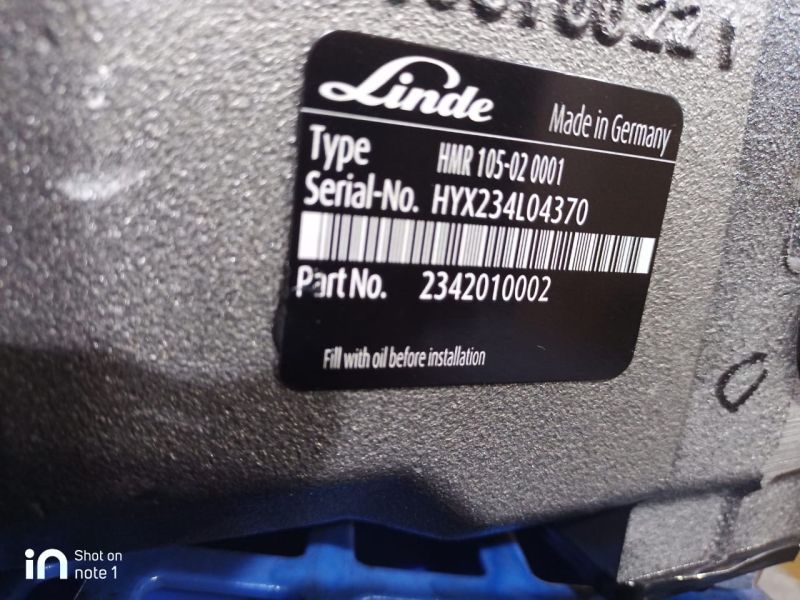 Linde
Made in Germany
Type HMR 105-02 0001
Serial-No. HYX234L04370
Part No. 2342010002
Fill with oil before installation
Shot on
note 1